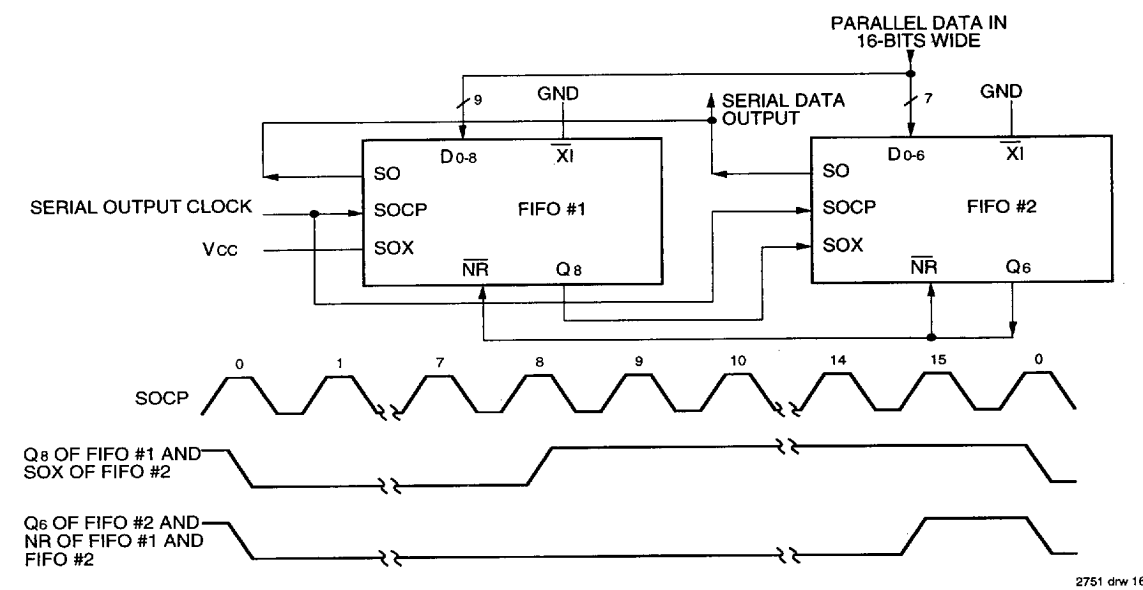 PARALLEL DATA IN
16-BITS WIDE
9
GND
SERIAL DATA
OUTPUT
7
GND
D0-8
XI
D0-6
XI
SO
SO
SERIAL OUTPUT CLOCK
SOCP
FIFO #1
SOCP
FIFO #2
VCC
SOX
SOX
NR
Q8
NR
Q6
0 1 7 8 9 10 14 15 0
SOCP
Q8 OF FIFO #1 AND
SOX OF FIFO #2
Q6 OF FIFO #2 AND
NR OF FIFO #1 AND
FIFO #2
2751 drw 16